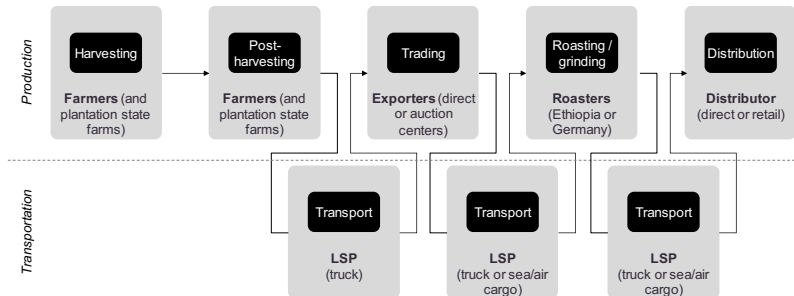 Production
Harvesting
Farmers (and
plantation state
farms)
Post-
harvesting
Farmers (and
plantation state
farms)
Trading
Exporters (direct
or auction
centers)
Roasting /
grinding
Roasters
(Ethiopia or
Germany)
Distribution
Distributor
(direct or retail)
Transportation
Transport
LSP
(truck)
Transport
LSP
(truck or sea/air
cargo)
Transport
LSP
(truck or sea/air
cargo)